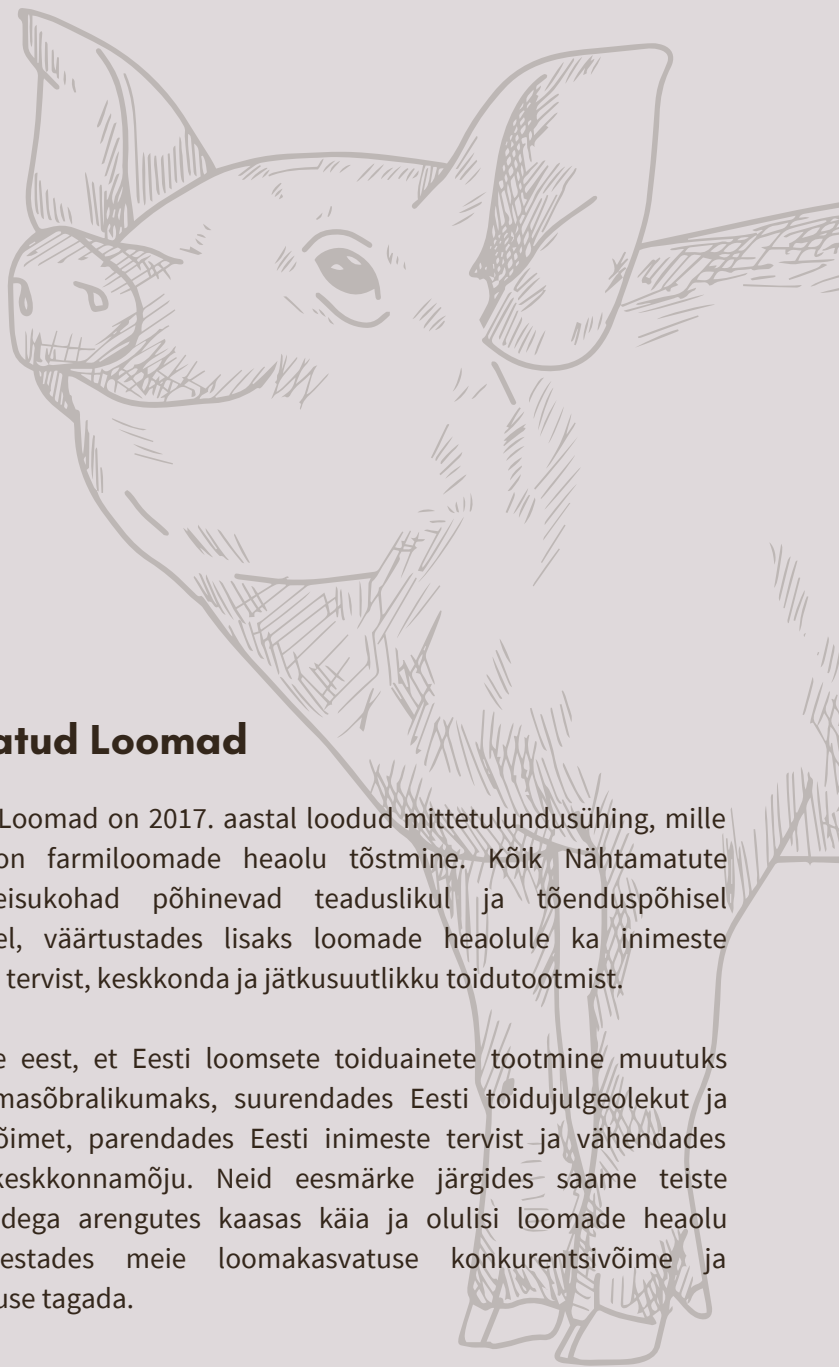 atud Loomad
Loomad on 2017. aastal loodud mittetulundusühing, mille
on farmiloomade heaolu tõstmine. Kõik Nähtamatute
eisukohad põhinevad teaduslikul ja tõenduspõhisel
el, väärtustades lisaks loomade heaolule ka inimeste
tervist, keskkonda ja jätkusuutlikku toidutootmist.
e eest, et Eesti loomsete toiduainete tootmine muutuks
masõbralikumaks, suurendades Eesti toidujulgeolekut ja
õimet, parendades Eesti inimeste tervist ja vähendades
keskkonnamõju. Neid eesmärke järgides saame teiste
dega arengutes kaasas käia ja olulisi loomade heaolu
estades meie loomakasvatuse konkurentsivõime ja
use tagada.